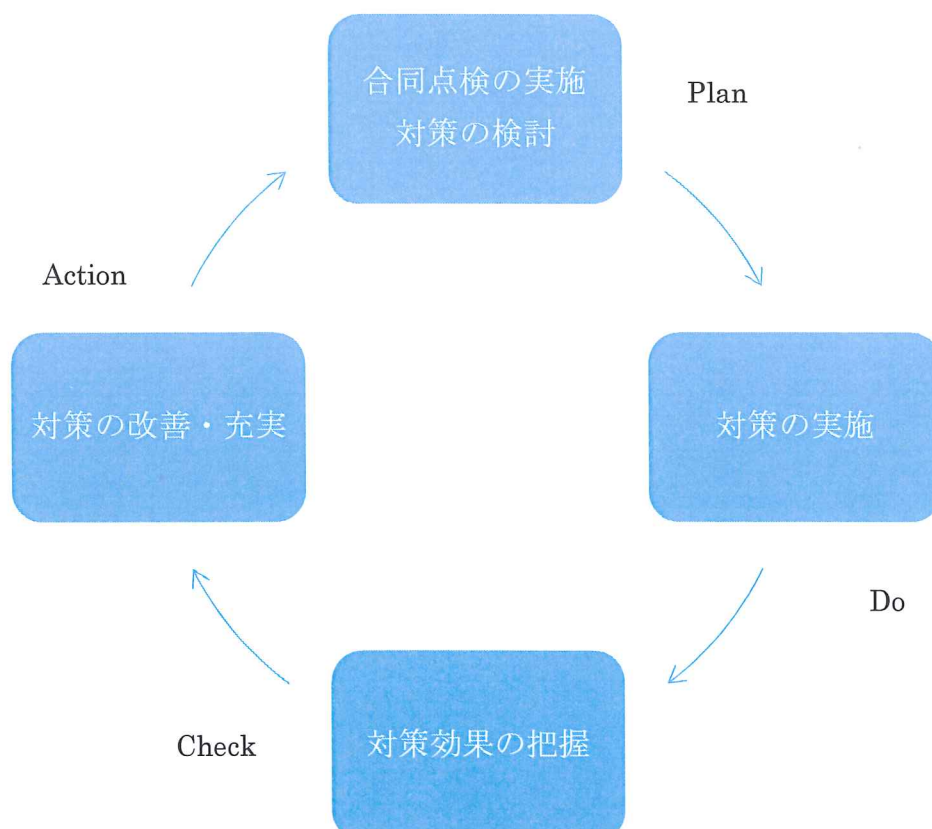 合同点検の実施
対策の検討
Plan
Action
対策の改善・充実
対策の実施
Do
Check
対策効果の把握